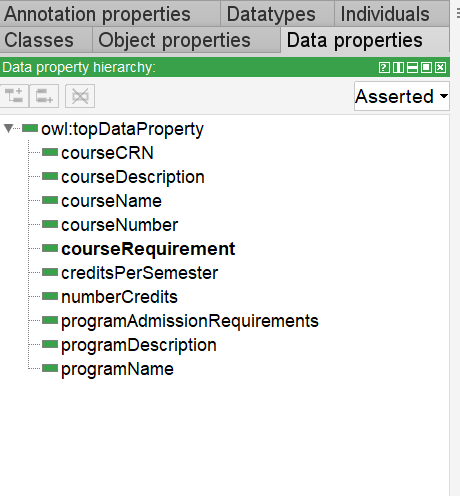 Annotation properties Datatypes Individuals
Classes Object properties Data properties
Data property hierarchy:
Asserted
owl:topDataProperty
courseCRN
courseDescription
courseName
courseNumber
courseRequirement
creditsPerSemester
numberCredits
programAdmissionRequirements
programDescription
programName